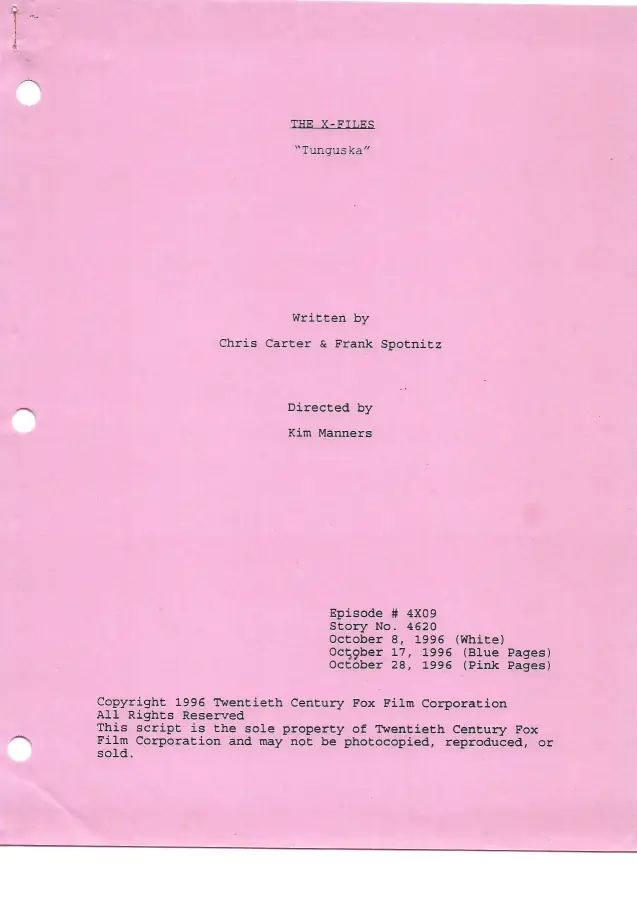 THE X-FILES
"Tunguska"
Written by
Chris Carter & Frank Spotnitz
Directed by
Kim Manners
Episode # 4X09
Story No. 4620
October 8, 1996 (White)
October 17, 1996 (Blue Pages)
October 28, 1996 (Pink Pages)
Copyright 1996 Twentieth Century Fox Film Corporation
All Rights Reserved
This script is the sole property of Twentieth Century Fox
Film Corporation and may not be photocopied, reproduced, or
sold.